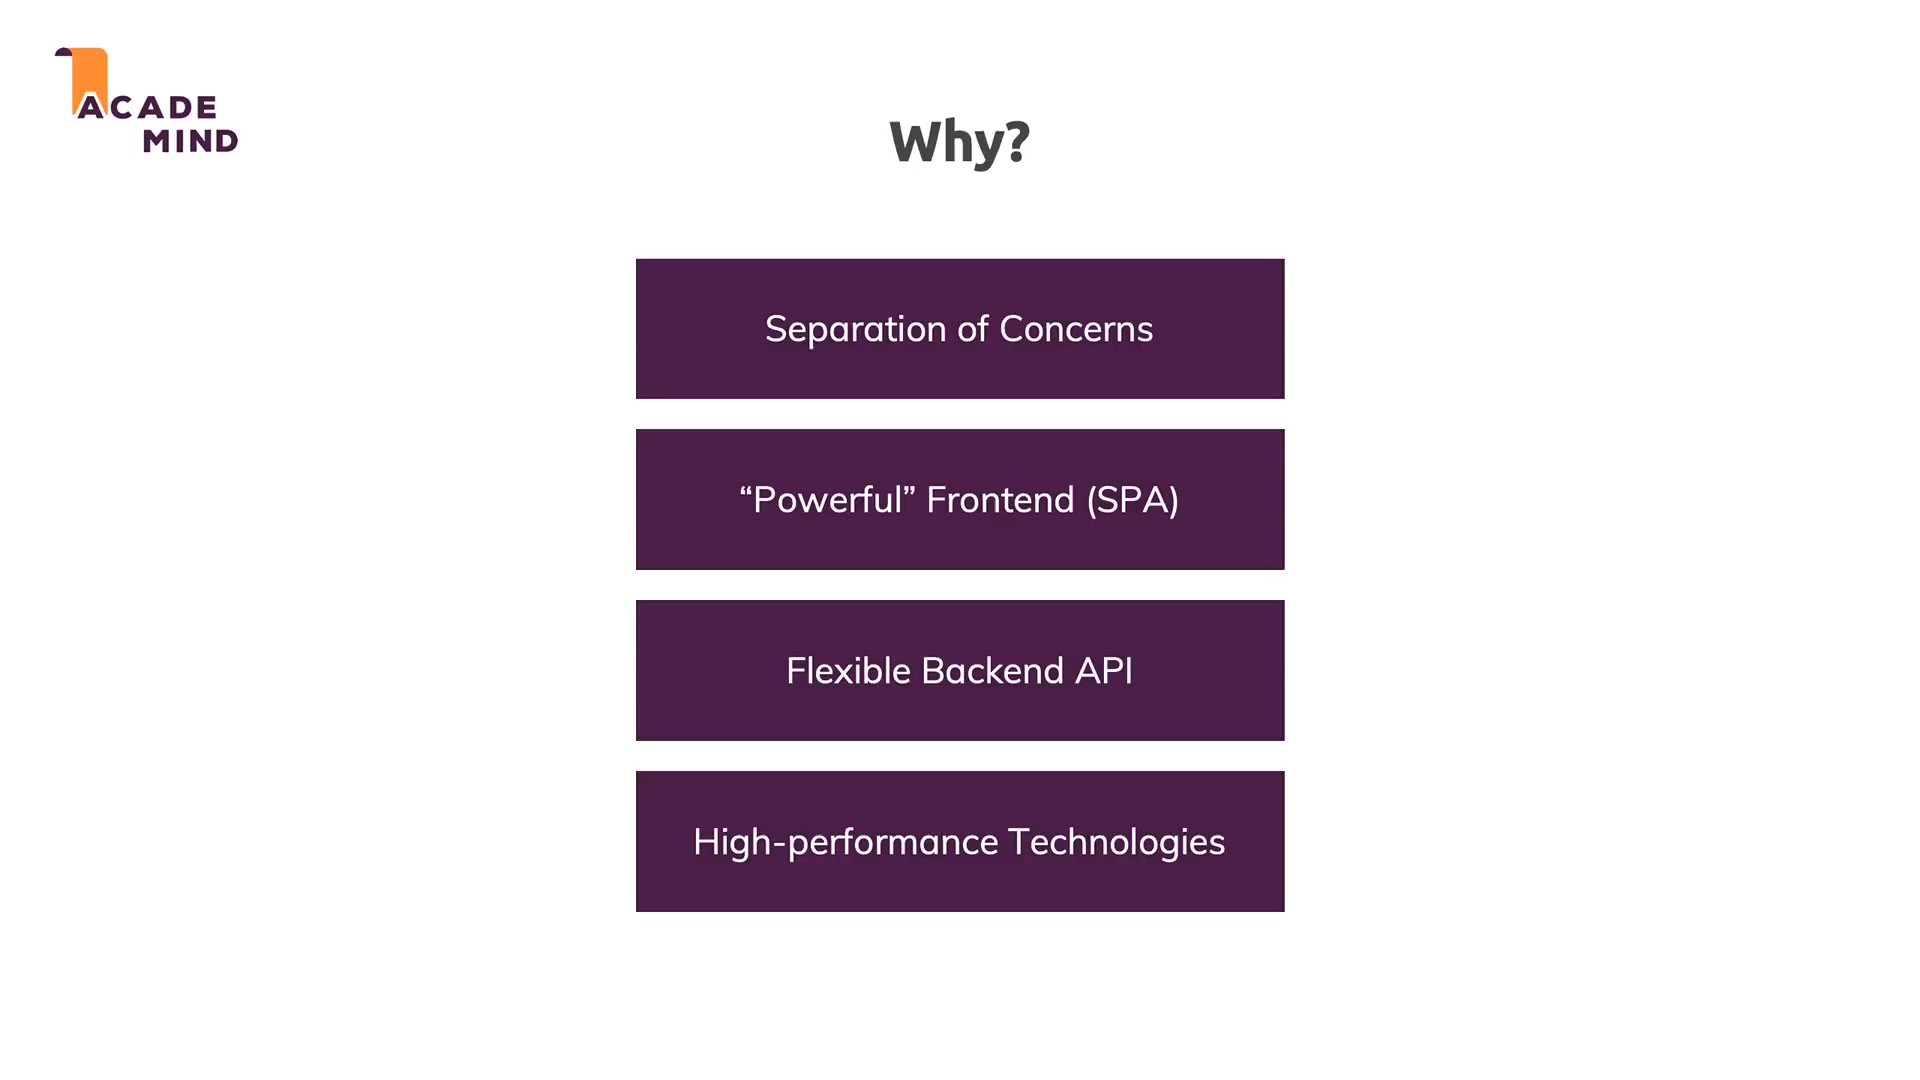 ACADE
MIND
Why?
Separation of Concerns
“Powerful” Frontend (SPA)
Flexible Backend API
High-performance Technologies